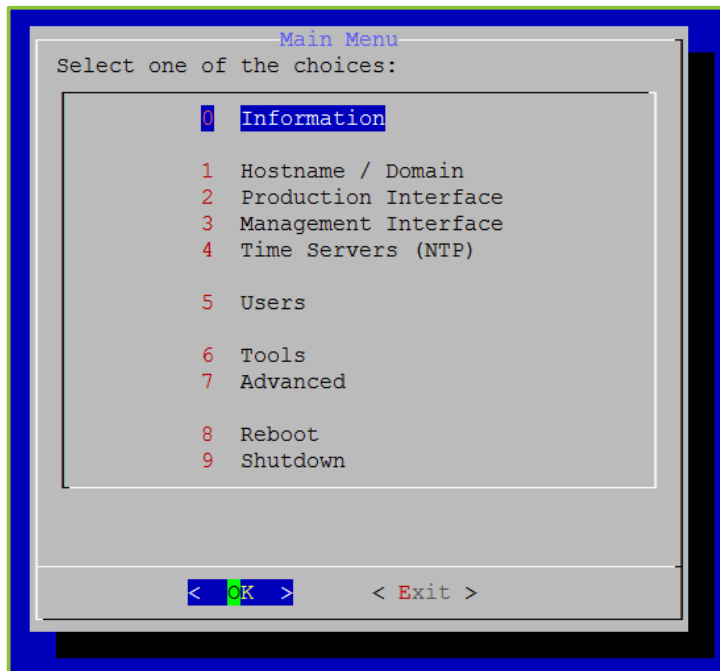 Main Menu
Select one of the choices:
0 Information
1 Hostname / Domain
2 Production Interface
3 Management Interface
4 Time Servers (NTP)
5 Users
6 Tools
7 Advanced
8 Reboot
9 Shutdown
< OK > < Exit >